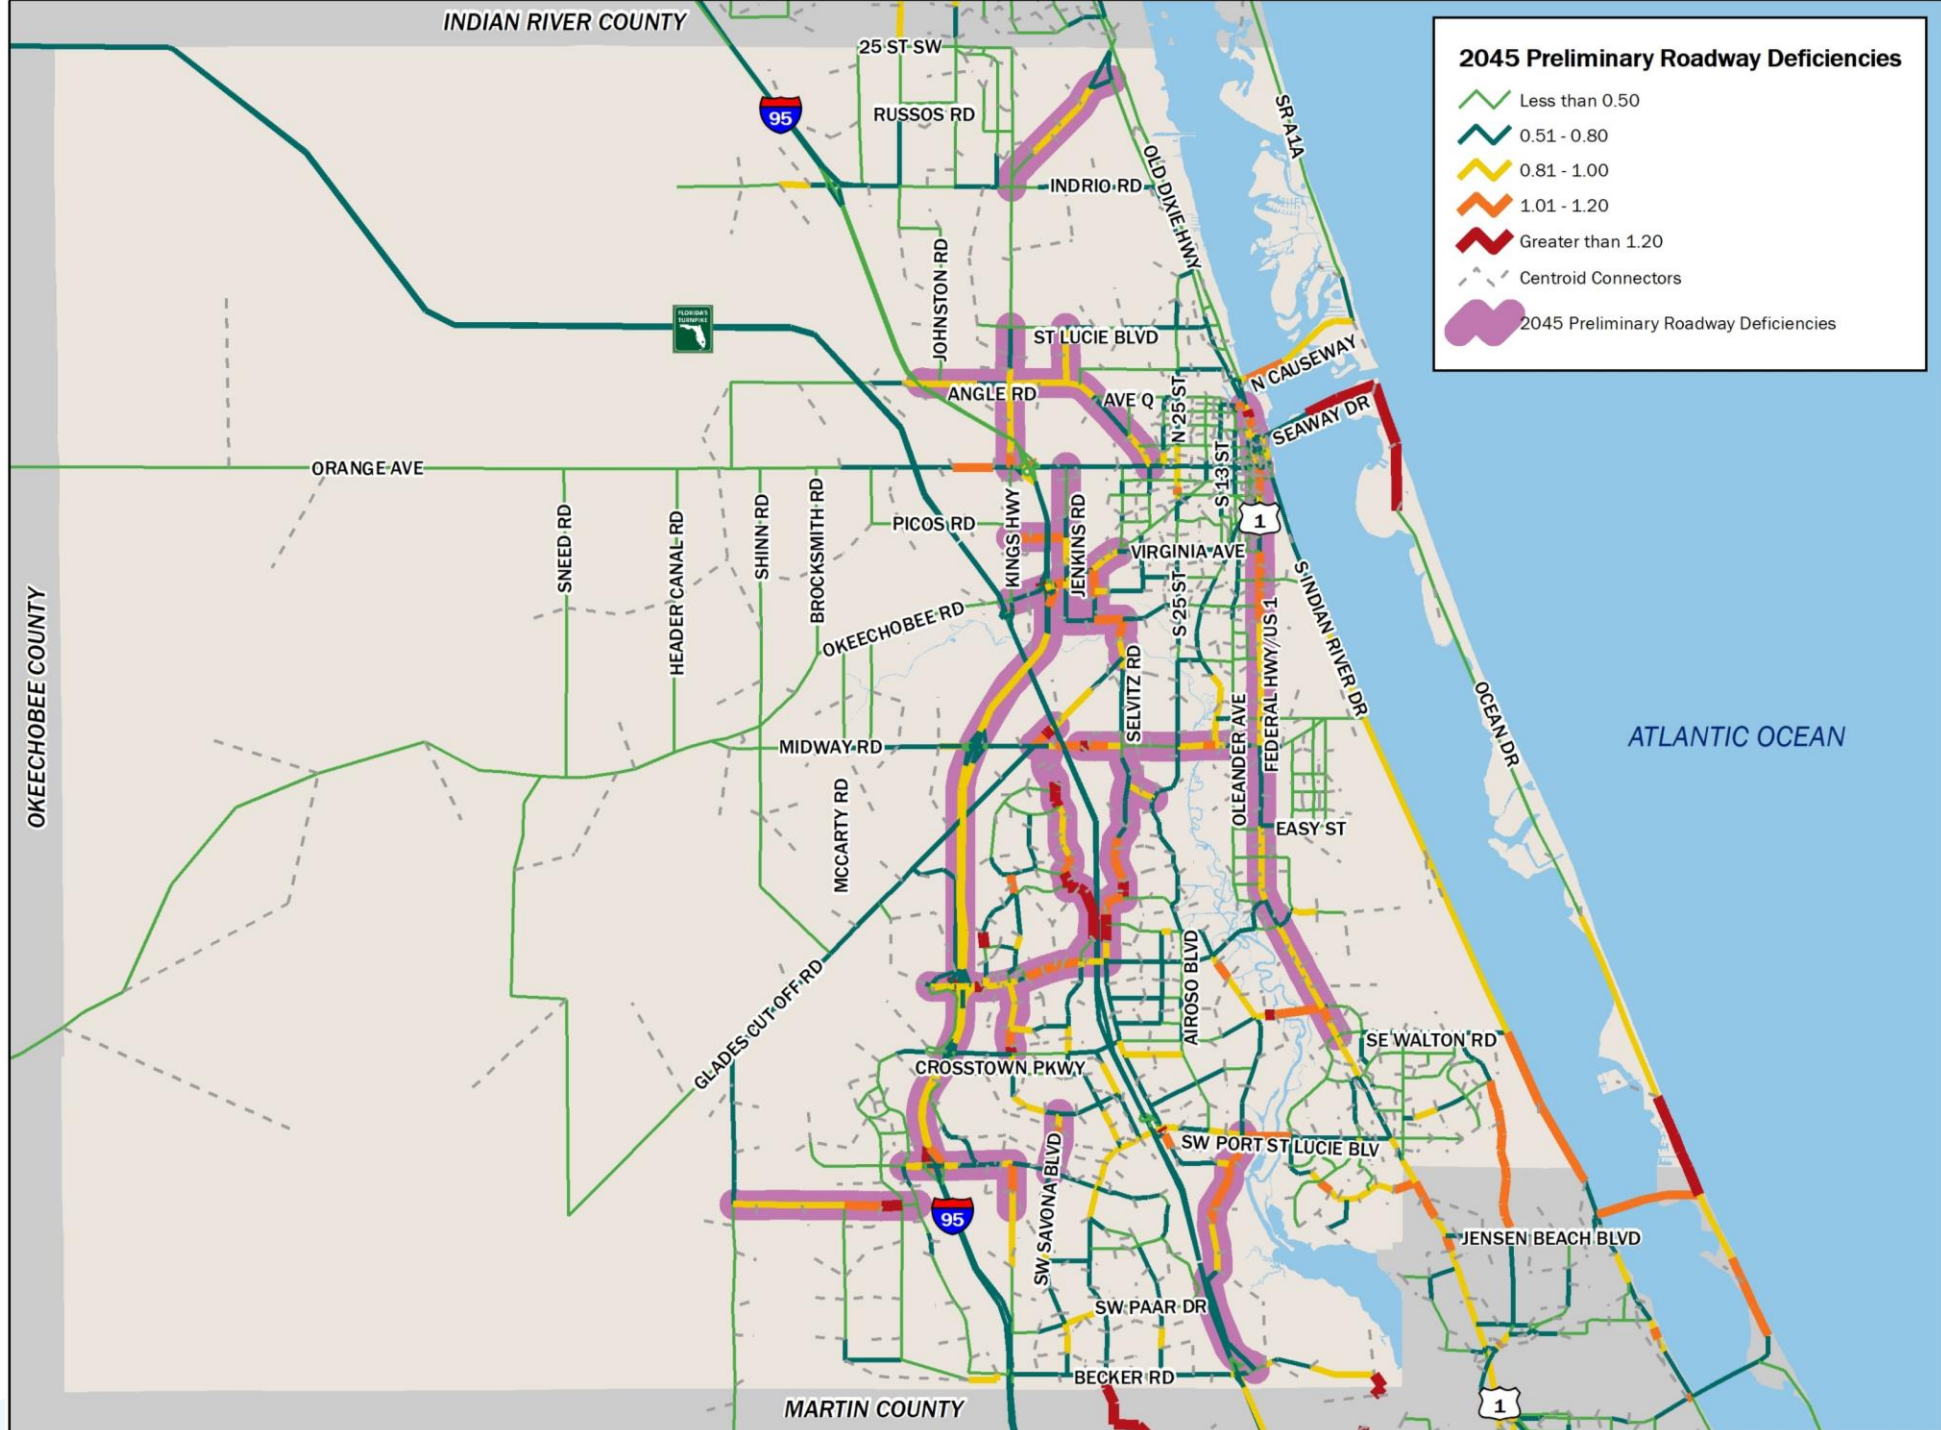 INDIAN RIVER COUNTY
25 ST SW
95
RUSSOS RD
SR A1A
OLD DIXIE HWY
INDRIO RD
2045 Preliminary Roadway Deficiencies
Less than 0.50
0.51 - 0.80
0.81 - 1.00
1.01 - 1.20
Greater than 1.20
Centroid Connectors
2045 Preliminary Roadway Deficiencies
JOHNSTON RD
FLORIDA'S
TURNPIKE
ST LUCIE BLVD
N CAUSEWAY
ANGLE RD
AVE Q
N 25 ST
SEAWAY DR
S 13 ST
ORANGE AVE
KINGS HWY
JENKINS RD
PICOS RD
1
SNEED RD
HEADER CANAL RD
SHINN RD
BROCKSMITH RD
VIRGINIA AVE
S 25 ST
S INDIAN RIVER DR
OKEECHOBEE RD
OKEECHOBEE COUNTY
SELVITZ RD
OLEANDER AVE
FEDERAL HWY/US 1
OCEAN DR
ATLANTIC OCEAN
MIDWAY RD
MCCARTY RD
EASY ST
GLADES CUT OFF RD
AIROSO BLVD
SE WALTON RD
CROSSTOWN PKWY
SW PORT ST LUCIE BLV
SW SAVONA BLVD
95
JENSEN BEACH BLVD
SW PAAR DR
BECKER RD
MARTIN COUNTY
1